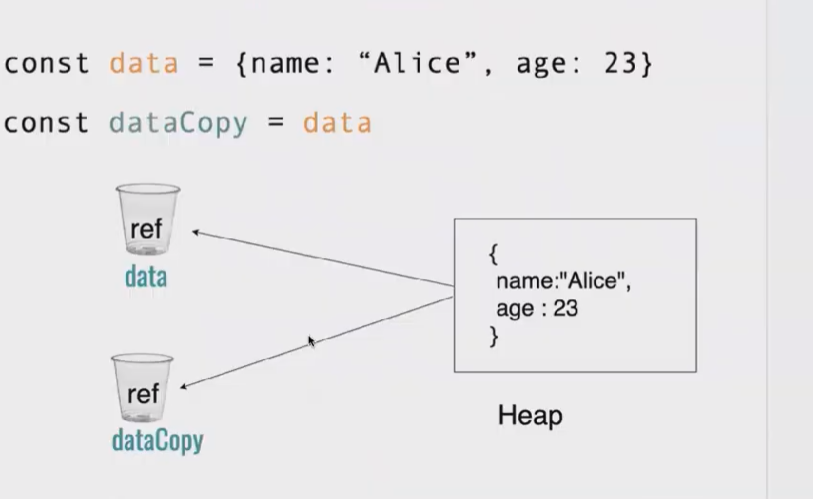 const data = {name: “Alice”, age: 23}
const dataCopy = data
ref
data
{
name:"Alice",
age : 23
}
ref
dataCopy
Heap